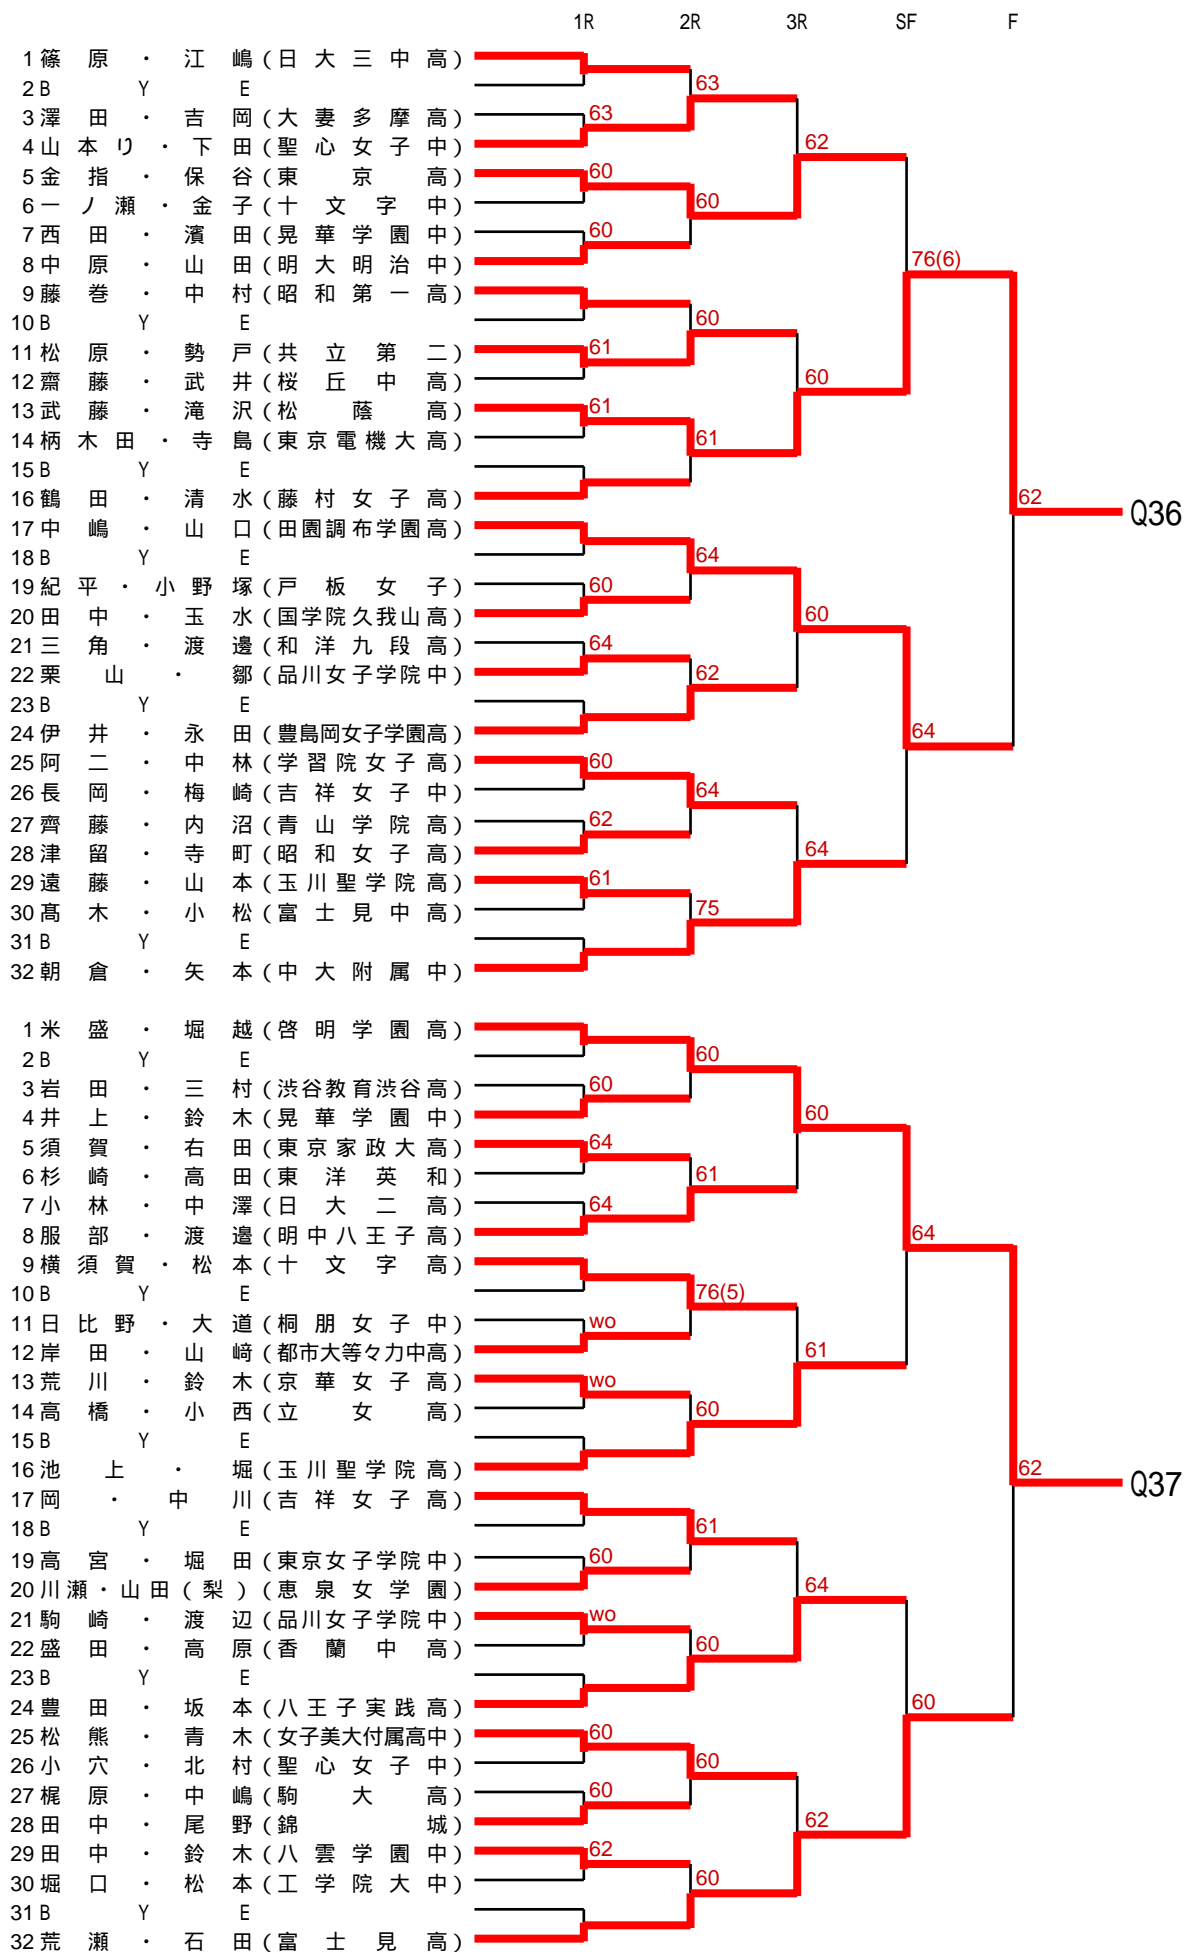 1R 2R 3R SF F
1 篠原・江嶋(日大三中高)
2 BYE
63
3 澤田・吉岡(大妻多摩高) 63
4 山本り・下田(聖心女子中) 62
5 金指・保谷(東京高) 60
6 一ノ瀬・金子(十文字中) 60
7 西田・濱田(晃華学園中) 60
8 中原・山田(明大明治中) 76(6)
9 藤巻・中村(昭和第一高)
10 BYE 60
11 松原・勢戸(共立第二) 61
12 齋藤・武井(桜丘中高) 60
13 武藤・滝沢(松蔭高) 61
14 柄木田・寺島(東京電機大高) 61
15 BYE
16 鶴田・清水(藤村女子高) 62 Q36
17 中嶋・山口(田園調布学園高)
18 BYE 64
19 紀平・小野塚(戸板女子) 60
20 田中・玉水(国学院久我山高) 60
21 三角・渡邊(和洋九段高) 64
22 栗山・鄒(品川女子学院中) 62
23 BYE
24 伊井・永田(豊島岡女子学園高) 64
25 阿二・中林(学習院女子高) 60
26 長岡・梅崎(吉祥女子中) 64
27 齊藤・内沼(青山学院高) 62
28 津留・寺町(昭和女子高) 64
29 遠藤・山本(玉川聖学院高) 61
30 髙木・小松(富士見中高) 75
31 BYE
32 朝倉・矢本(中大附属中)
1 米盛・堀越(啓明学園高)
2 BYE 60
3 岩田・三村(渋谷教育渋谷高) 60
4 井上・鈴木(晃華学園中) 60
5 須賀・右田(東京家政大高) 64
6 杉崎・高田(東洋英和) 61
7 小林・中澤(日大二高) 64
8 服部・渡邉(明中八王子高) 64
9 横須賀・松本(十文字高)
10 BYE 76(5)
11 日比野・大道(桐朋女子中) wo
12 岸田・山﨑(都市大等々力中高) 61
13 荒川・鈴木(京華女子高) wo
14 高橋・小西(立女高) 60
15 BYE
16 池上・堀(玉川聖学院高) 62 Q37
17 岡・中川(吉祥女子高)
18 BYE 61
19 高宮・堀田(東京女子学院中) 60
20 川瀬・山田(梨)(恵泉女学園) 64
21 駒崎・渡辺(品川女子学院中) wo
22 盛田・高原(香蘭中高) 60
23 BYE
24 豊田・坂本(八王子実践高) 60
25 松熊・青木(女子美大付属高中) 60
26 小穴・北村(聖心女子中) 60
27 梶原・中嶋(駒大高) 60
28 田中・尾野(錦城) 62
29 田中・鈴木(八雲学園中) 62
30 堀口・松本(工学院大中) 60
31 BYE
32 荒瀬・石田(富士見高)